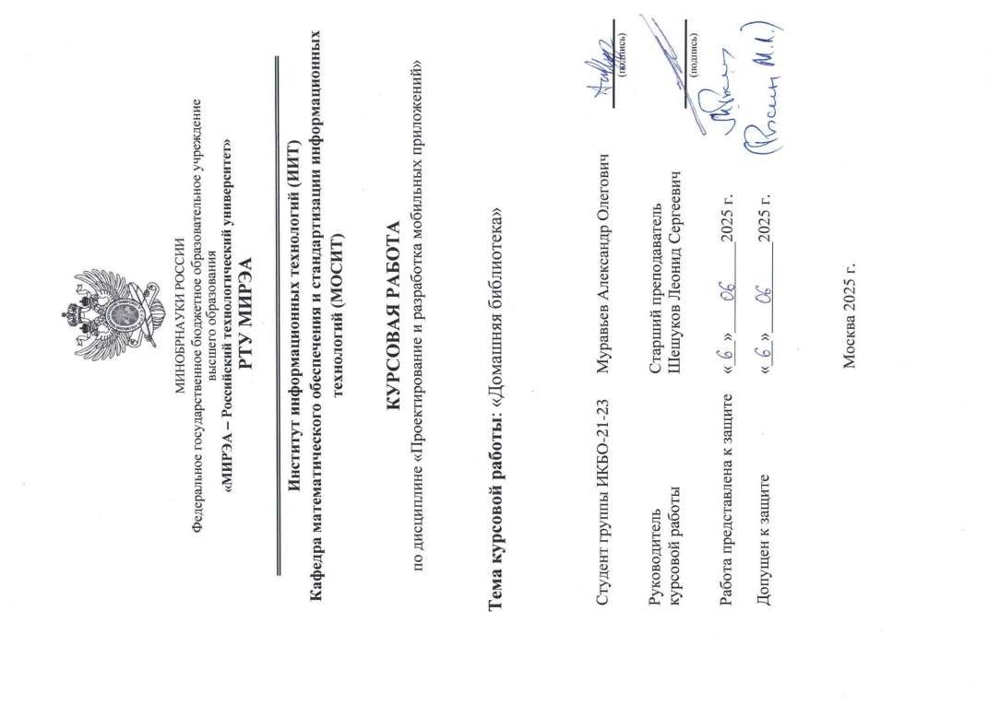 МИНОБРНАУКИ РОССИИ
Федеральное государственное бюджетное образовательное учреждение
высшего образования
«МИРЭА – Российский технологический университет»
РТУ МИРЭА
Институт информационных технологий (ИИТ)
Кафедра математического обеспечения и стандартизации информационных
технологий (МОСИТ)
КУРСОВАЯ РАБОТА
по дисциплине «Проектирование и разработка мобильных приложений»
Тема курсовой работы: «Домашняя библиотека»
Студент группы ИКБО-21-23 Муравьев Александр Олегович
(подпись)
Руководитель Старший преподаватель
курсовой работы Шешуков Леонид Сергеевич
(подпись)
Работа представлена к защите «6» 06 2025 г.
Допущен к защите «6» 06 2025 г.
Москва 2025 г.